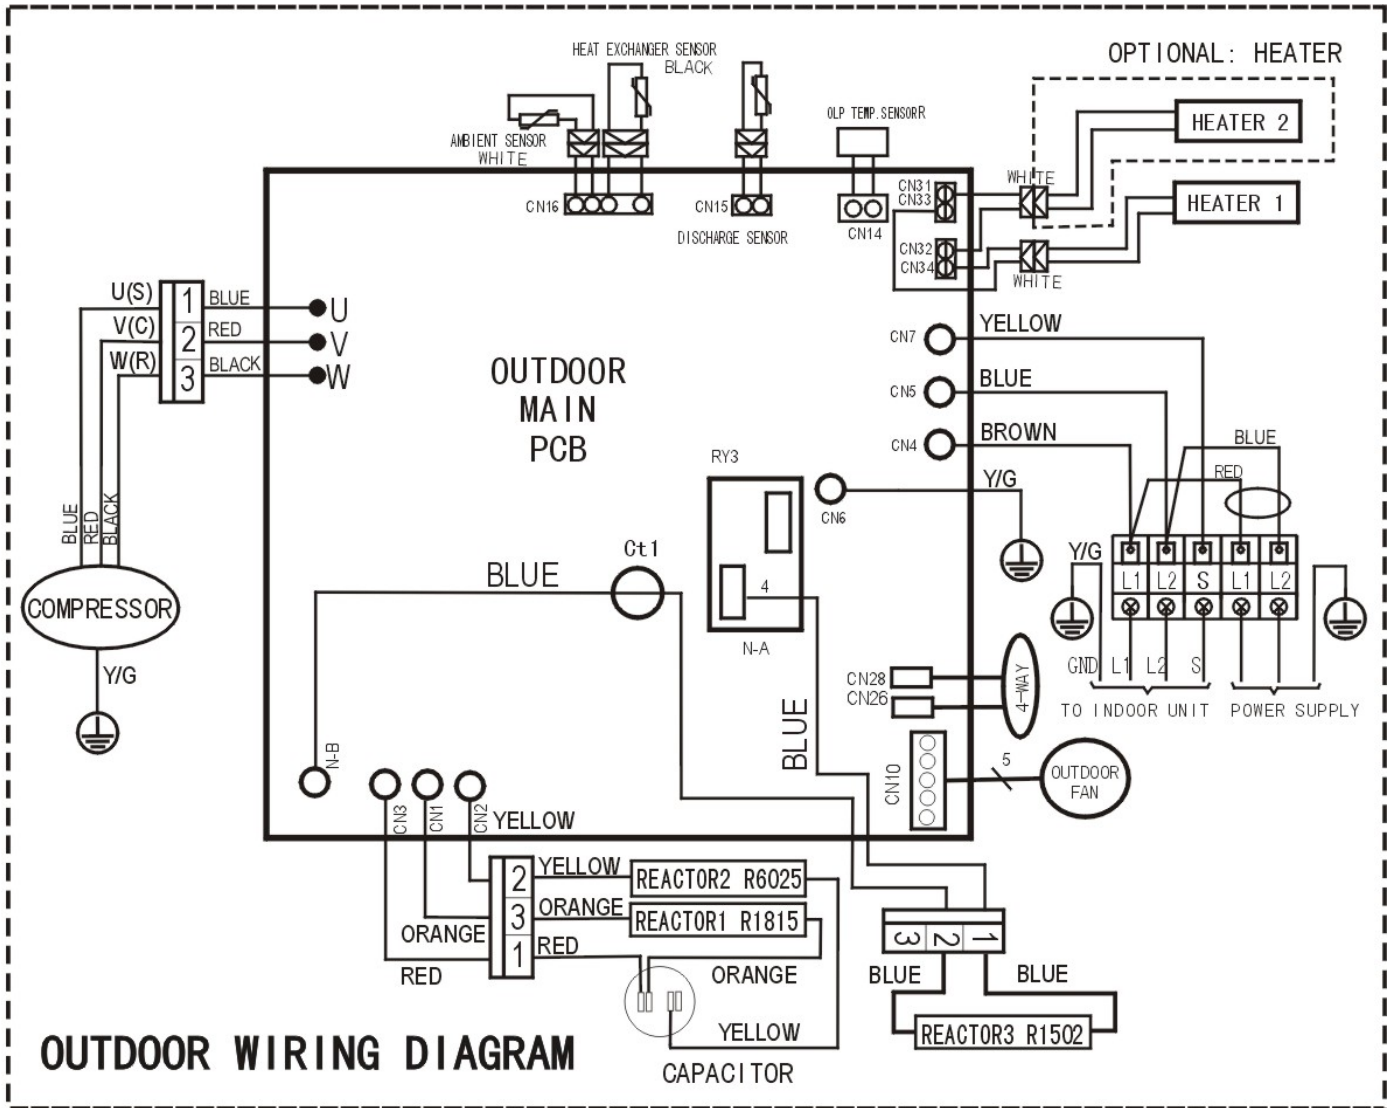 HEAT EXCHANGER SENSOR
BLACK
OPTIONAL: HEATER
AMBIENT SENSOR
WHITE
OLP TEMP.SENSORR
HEATER 2
HEATER 1
WHITE
WHITE
CN16
CN15
DISCHARGE SENSOR
CN14
CN31
CN33
CN32
CN34
U(S)
V(C)
W(R)
1
2
3
BLUE
RED
BLACK
U
V
W
OUTDOOR
MAIN
PCB
CN7
YELLOW
CN5
BLUE
CN4
BROWN
BLUE
RED
RY3
4
N-A
CN6
Y/G
Y/G
L1 L2 S L1 L2
GND L1 L2 S
TO INDOOR UNIT
POWER SUPPLY
BLUE
RED
BLACK
COMPRESSOR
Y/G
BLUE
Ct1
BLUE
CN28
CN26
4-WAY
CN10
5
OUTDOOR
FAN
N-B
CN3
CN1
CN2
YELLOW
2
3
1
YELLOW
ORANGE
RED
ORANGE
RED
REACTOR2 R6025
REACTOR1 R1815
ORANGE
YELLOW
CAPACITOR
3 2 1
BLUE
BLUE
REACTOR3 R1502
OUTDOOR WIRING DIAGRAM